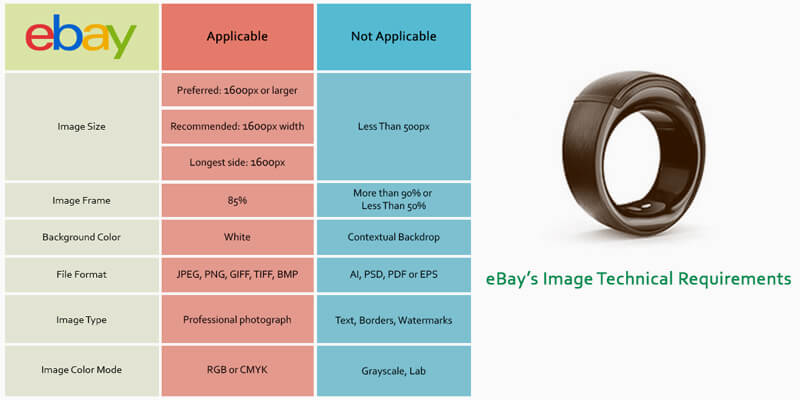 ebay
Applicable
Not Applicable
Image Size
Preferred: 1600px or larger
Recommended: 1600px width
Longest side: 1600px
Less Than 500px
Image Frame
85%
More than 90% or
Less Than 50%
Background Color
White
Contextual Backdrop
File Format
JPEG, PNG, GIFF, TIFF, BMP
AI, PSD, PDF or EPS
Image Type
Professional photograph
Text, Borders, Watermarks
Image Color Mode
RGB or CMYK
Grayscale, Lab
eBay’s Image Technical Requirements